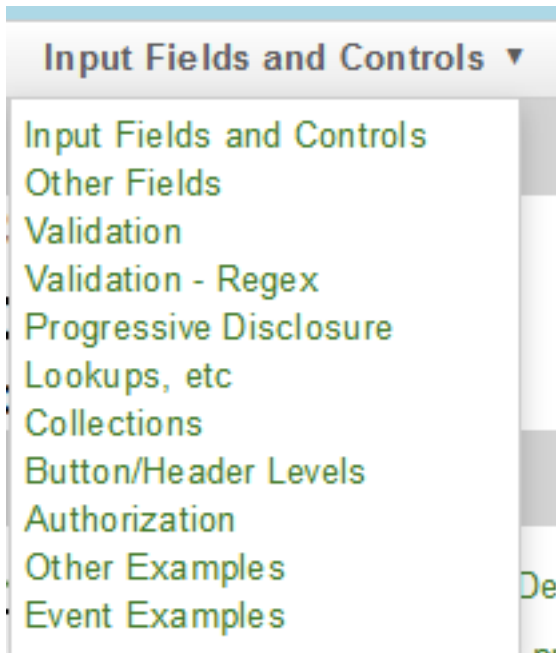 Input Fields and Controls ▼
Input Fields and Controls
Other Fields
Validation
Validation - Regex
Progressive Disclosure
Lookups, etc
Collections
Button/Header Levels
Authorization
Other Examples
De
Event Examples